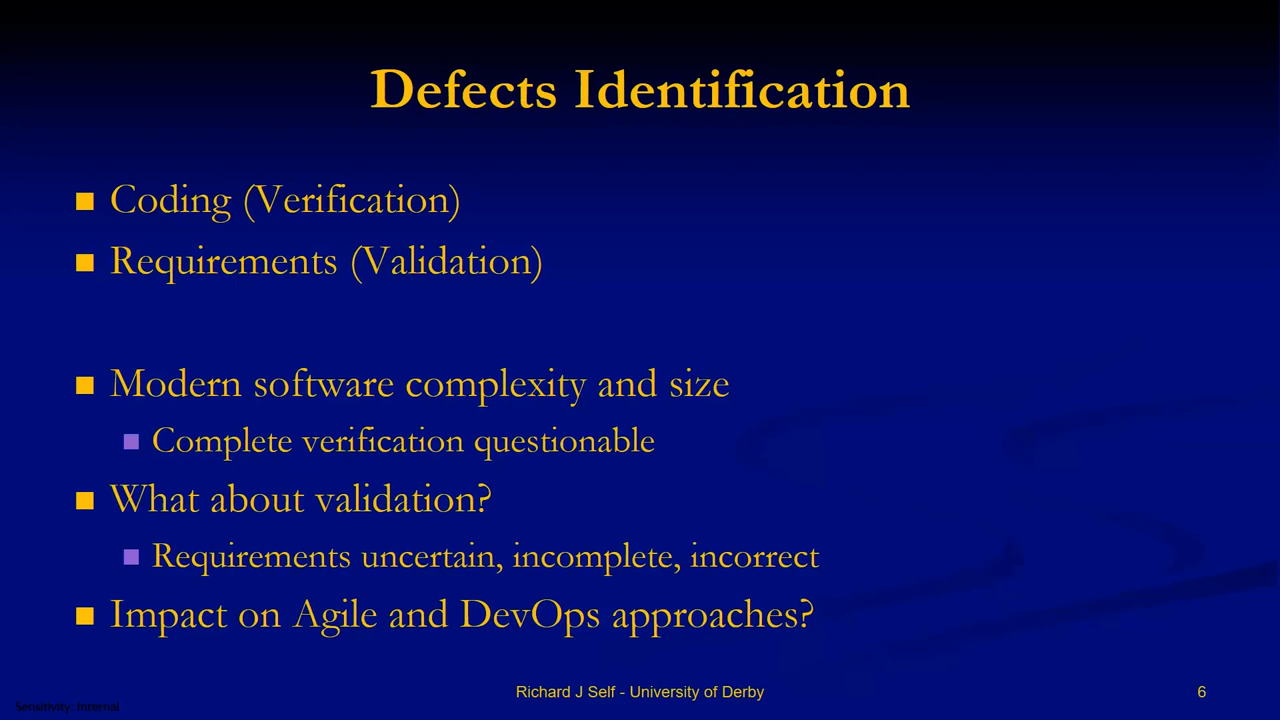 Defects Identification
Coding (Verification)
Requirements (Validation)
Modern software complexity and size
Complete verification questionable
What about validation?
Requirements uncertain, incomplete, incorrect
Impact on Agile and DevOps approaches?
Richard J Self - University of Derby
6
Sensitivity: Internal